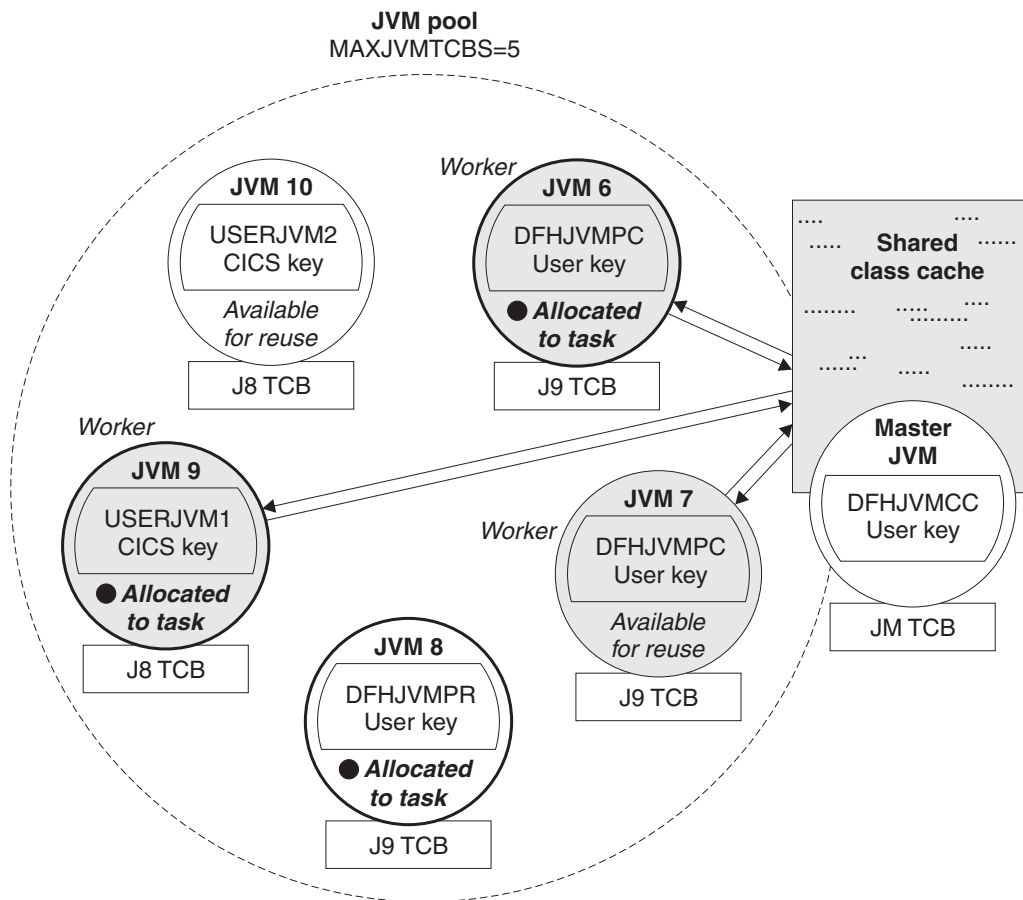 JVM pool
MAXJVMTCBS=5
JVM 10
USERJVM2
CICS key
Available
for reuse
J8 TCB
Worker
JVM 6
DFHJVMPC
User key
Allocated
to task
J9 TCB
Shared
class cache
Master
JVM
DFHJVMCC
User key
JM TCB
Worker
JVM 9
USERJVM1
CICS key
Allocated
to task
J8 TCB
Worker
JVM 7
DFHJVMPC
User key
Available
for reuse
J9 TCB
JVM 8
DFHJVMPR
User key
Allocated
to task
J9 TCB